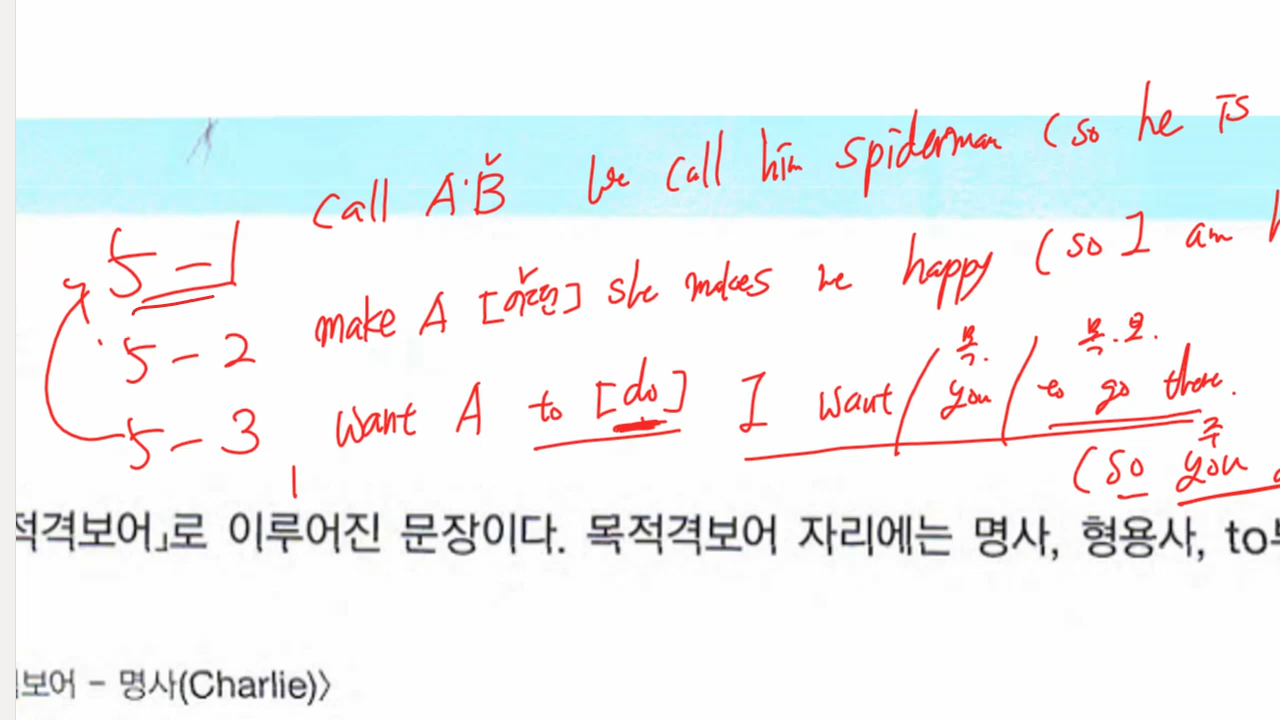 call A·B we call him spiderman (so he is
5-1
make A [어떤] she makes me happy (so I am h
5-2
목. 목.보.
5-3 want A to [do] I want / you / to go there.
주
(so you
적격보어」로 이루어진 문장이다. 목적격보어 자리에는 명사, 형용사, to부
보어 - 명사(Charlie)〉